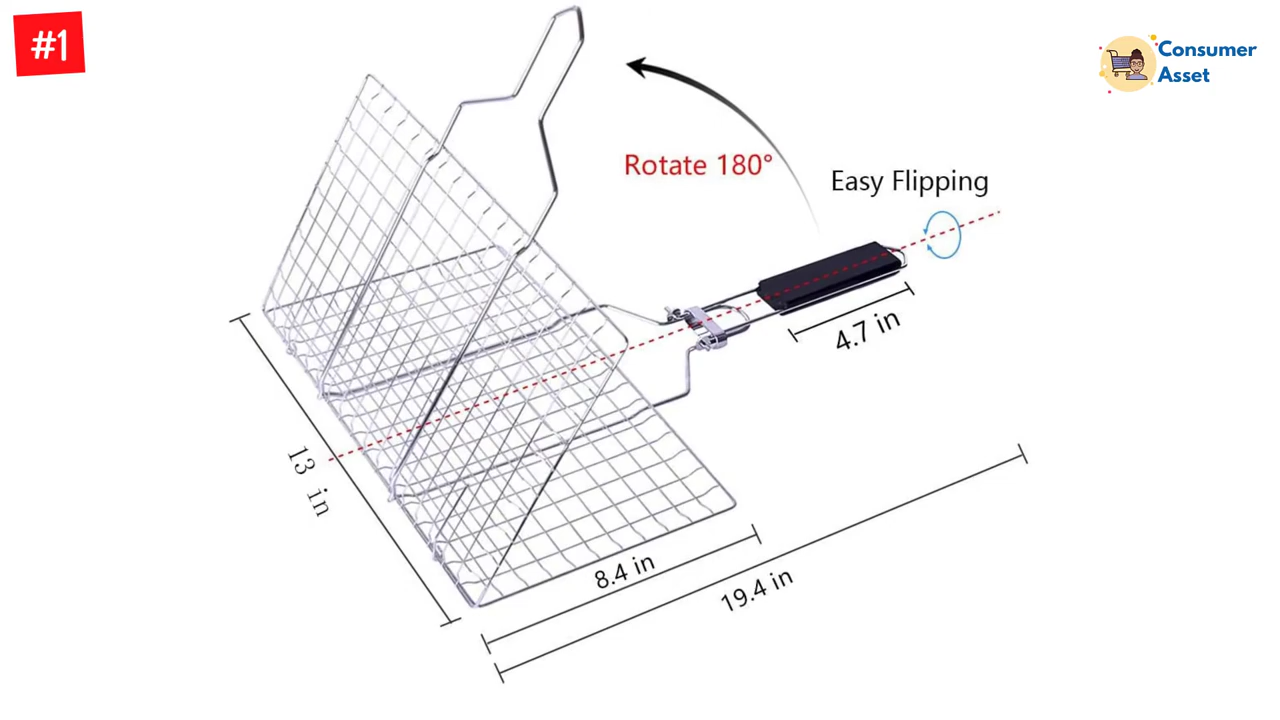 #1
Consumer
Asset
Rotate 180°
Easy Flipping
4.7 in
13 in
8.4 in
19.4 in